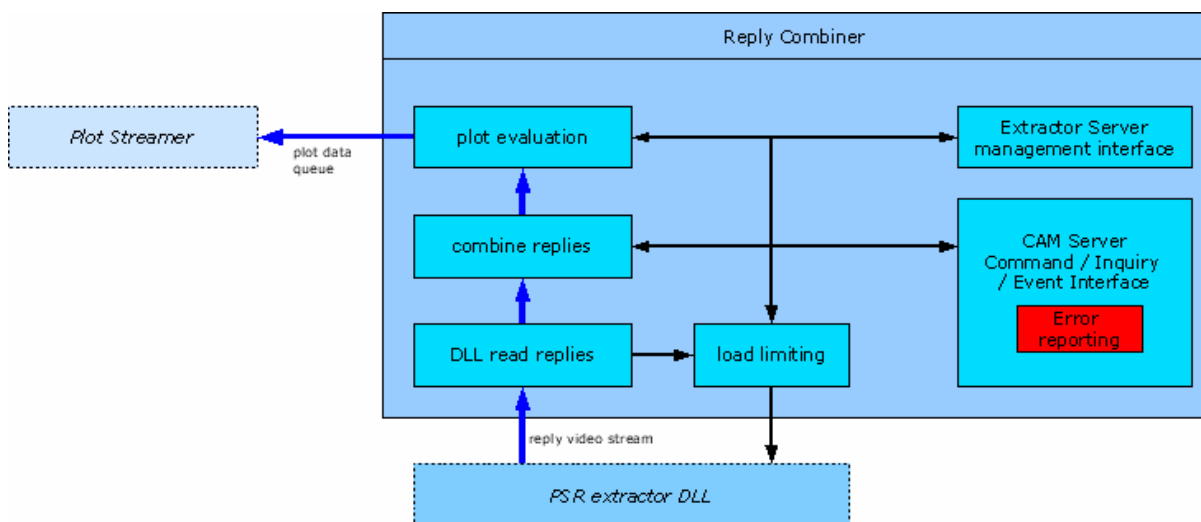 Reply Combiner
Plot Streamer
plot data
queue
plot evaluation
Extractor Server
management interface
combine replies
CAM Server
Command / Inquiry
/ Event Interface
Error
reporting
DLL read replies
load limiting
reply video stream
PSR extractor DLL